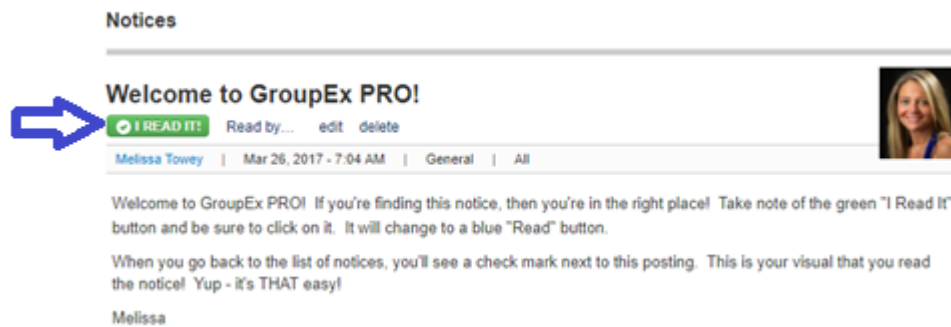 Notices
Welcome to GroupEx PRO!
I READ IT! Read by... edit delete
Melissa Towey | Mar 26, 2017 - 7:04 AM | General | All
Welcome to GroupEx PRO! If you're finding this notice, then you're in the right place! Take note of the green "I Read It"
button and be sure to click on it. It will change to a blue "Read" button.
When you go back to the list of notices, you'll see a check mark next to this posting. This is your visual that you read
the notice! Yup - it's THAT easy!
Melissa